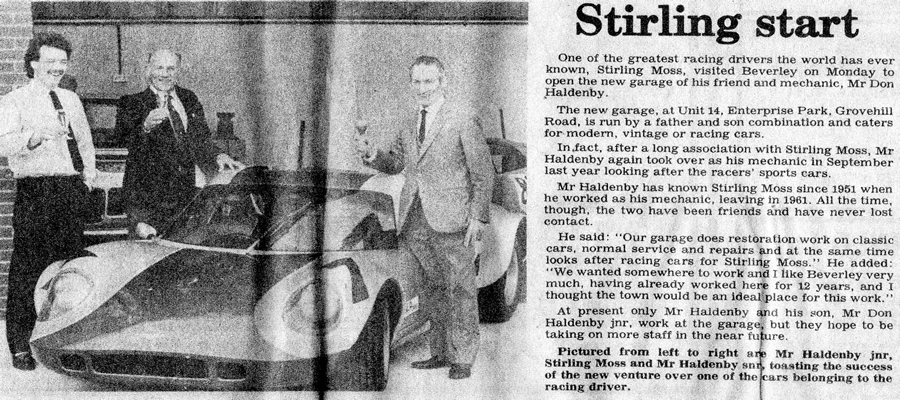 Stirling start
One of the greatest racing drivers the world has ever
known, Stirling Moss, visited Beverley on Monday to
open the new garage of his friend and mechanic, Mr Don
Haldenby.
The new garage, at Unit 14, Enterprise Park, Grovehill
Road, is run by a father and son combination and caters
for modern, vintage or racing cars.
In fact, after a long association with Stirling Moss, Mr
Haldenby again took over as his mechanic in September
last year looking after the racers' sports cars.
Mr Haldenby has known Stirling Moss since 1951 when
he worked as his mechanic, leaving in 1961. All the time,
though, the two have been friends and have never lost
contact.
He said: "Our garage does restoration work on classic
cars, normal service and repairs and at the same time
looks after racing cars for Stirling Moss." He added:
"We wanted somewhere to work and I like Beverley very
much, having already worked here for 12 years, and I
thought the town would be an ideal place for this work."
At present only Mr Haldenby and his son, Mr Don
Haldenby jnr, work at the garage, but they hope to be
taking on more staff in the near future.
Pictured from left to right are Mr Haldenby jnr,
Stirling Moss and Mr Haldenby snr, toasting the success
of the new venture over one of the cars belonging to the
racing driver.